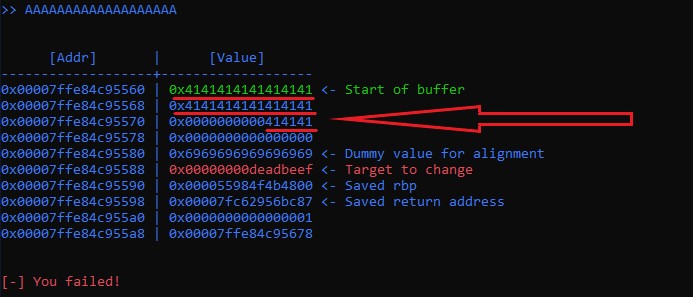 >> AAAAAAAAAAAAAAAAAAA
[Addr] | [Value]
-------------------+-------------------
0x00007ffe84c95560 | 0x4141414141414141 <- Start of buffer
0x00007ffe84c95568 | 0x4141414141414141
0x00007ffe84c95570 | 0x0000000000414141
0x00007ffe84c95578 | 0x0000000000000000
0x00007ffe84c95580 | 0x6969696969696969 <- Dummy value for alignment
0x00007ffe84c95588 | 0x00000000deadbeef <- Target to change
0x00007ffe84c95590 | 0x000055984f4b4800 <- Saved rbp
0x00007ffe84c95598 | 0x00007fc62956bc87 <- Saved return address
0x00007ffe84c955a0 | 0x0000000000000001
0x00007ffe84c955a8 | 0x00007ffe84c95678
[-] You failed!